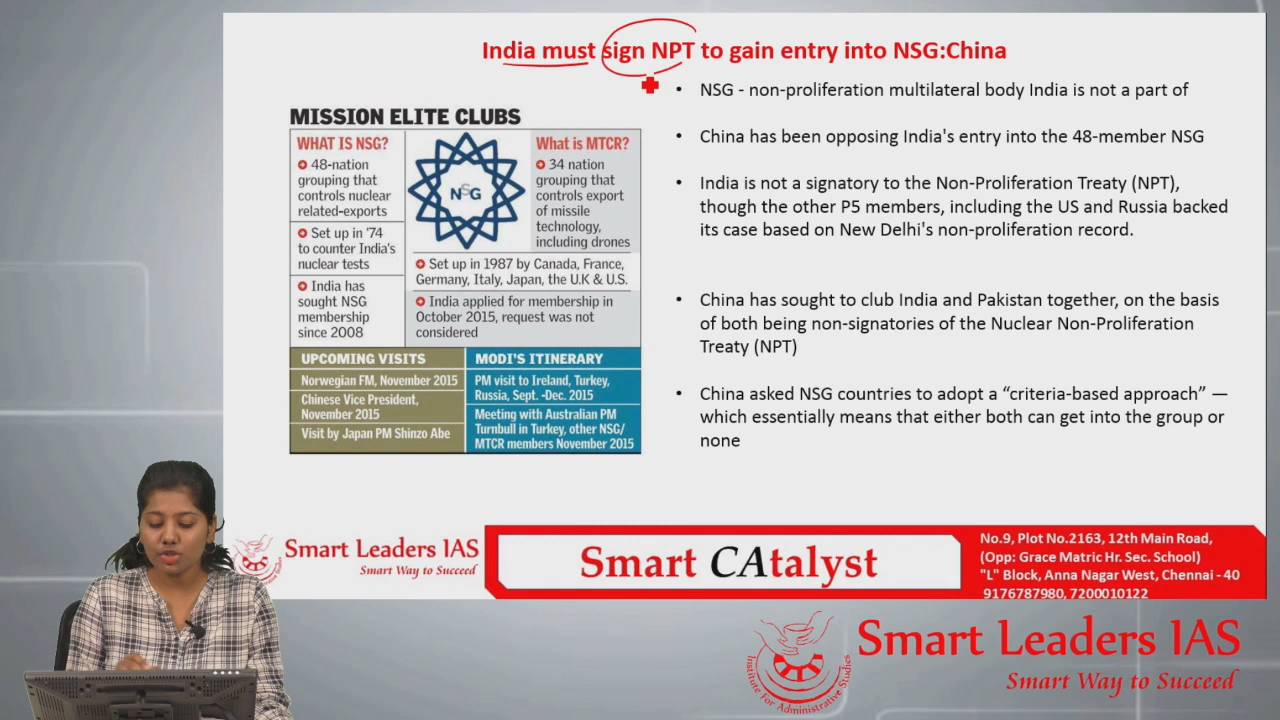 India must sign NPT to gain entry into NSG:China
MISSION ELITE CLUBS
WHAT IS NSG?
48-nation
grouping that
controls nuclear
related-exports
Set up in '74
to counter India's
nuclear tests
India has
sought NSG
membership
since 2008
NSG
What is MTCR?
34 nation
grouping that
controls export
of missile
technology,
including drones
Set up in 1987 by Canada, France,
Germany, Italy, Japan, the U.K & U.S.
India applied for membership in
October 2015, request was not
considered
UPCOMING VISITS
Norwegian FM, November 2015
Chinese Vice President,
November 2015
Visit by Japan PM Shinzo Abe
MODI'S ITINERARY
PM visit to Ireland, Turkey,
Russia, Sept. -Dec. 2015
Meeting with Australian PM
Turnbull in Turkey, other NSG/
MTCR members November 2015
• NSG - non-proliferation multilateral body India is not a part of
• China has been opposing India's entry into the 48-member NSG
• India is not a signatory to the Non-Proliferation Treaty (NPT),
though the other P5 members, including the US and Russia backed
its case based on New Delhi's non-proliferation record.
• China has sought to club India and Pakistan together, on the basis
of both being non-signatories of the Nuclear Non-Proliferation
Treaty (NPT)
• China asked NSG countries to adopt a “criteria-based approach” —
which essentially means that either both can get into the group or
none
Smart Leaders IAS
Smart Way to Succeed
Smart CAtalyst
No.9, Plot No.2163, 12th Main Road,
(Opp: Grace Matric Hr. Sec. School)
"L" Block, Anna Nagar West, Chennai - 40
9176787980, 7200010122
Institute For Administrative Studies
Smart Leaders IAS
Smart Way to Succeed